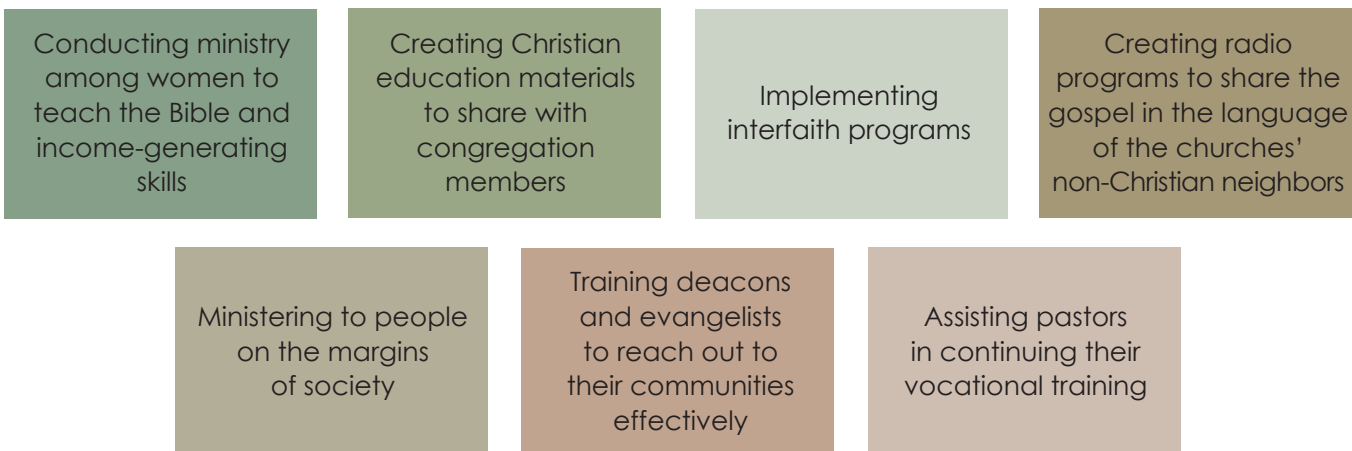 Conducting ministry
among women to
teach the Bible and
income-generating
skills
Creating Christian
education materials
to share with
congregation
members
Implementing
interfaith programs
Creating radio
programs to share the
gospel in the language
of the churches’
non-Christian neighbors
Ministering to people
on the margins
of society
Training deacons
and evangelists
to reach out to
their communities
effectively
Assisting pastors
in continuing their
vocational training